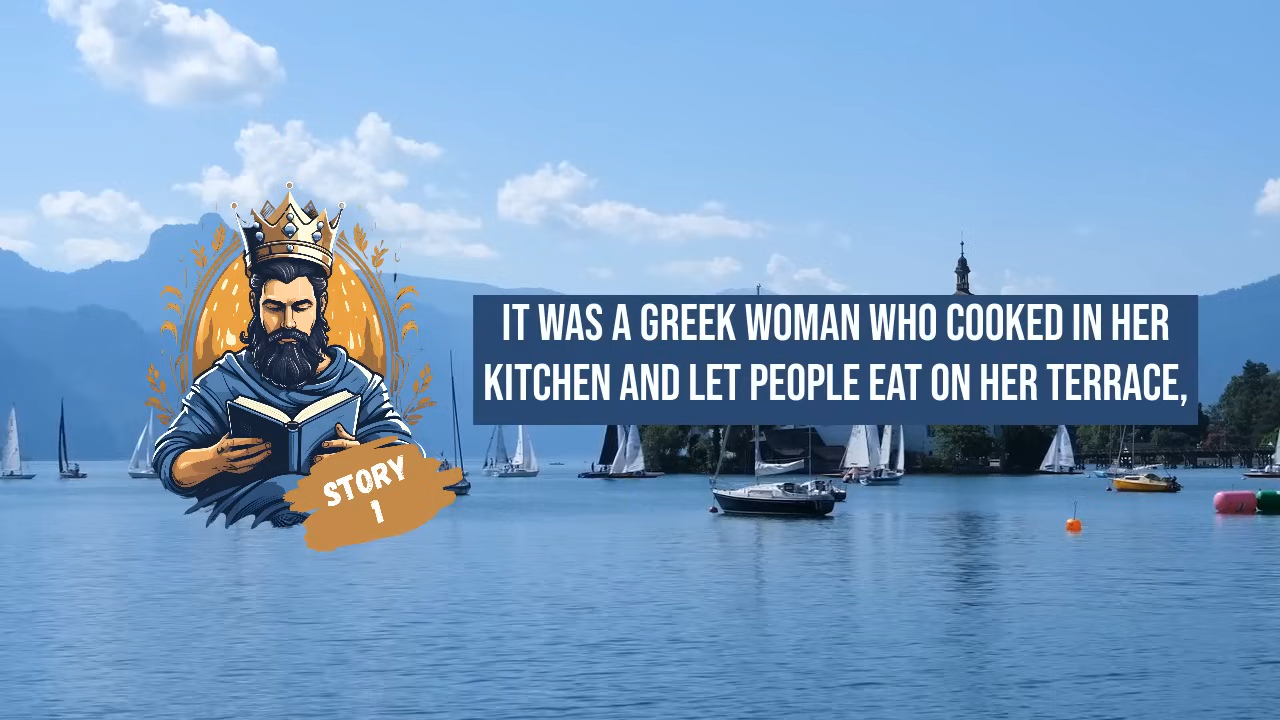 IT WAS A GREEK WOMAN WHO COOKED IN HER
KITCHEN AND LET PEOPLE EAT ON HER TERRACE,
STORY
1